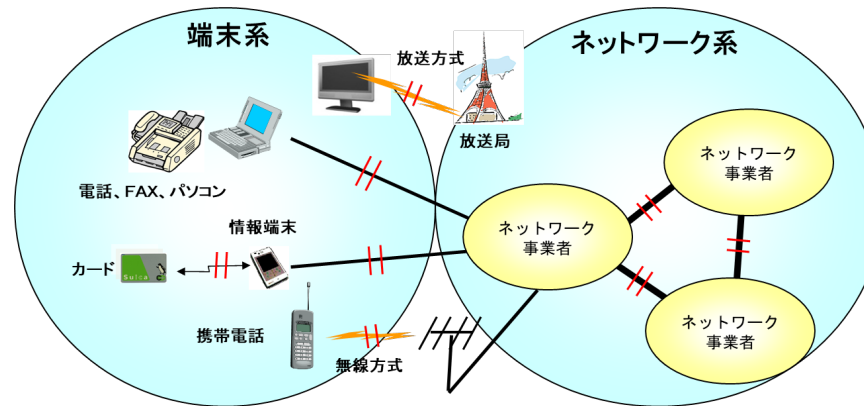 端末系
ネットワーク系
放送方式
放送局
電話、FAX、パソコン
情報端末
カード
Suica
携帯電話
無線方式
ネットワーク
事業者
ネットワーク
事業者
ネットワーク
事業者